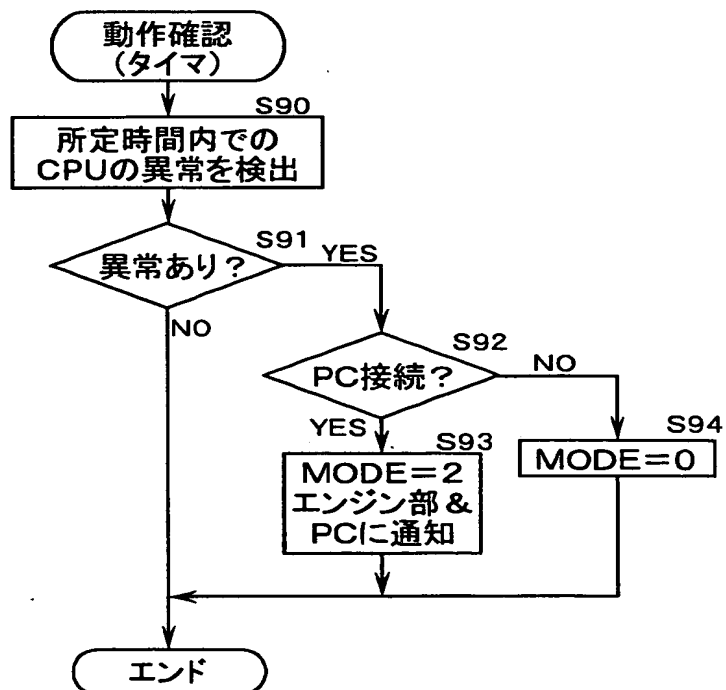 動作確認
(タイマ)
S90
所定時間内での
CPUの異常を検出
S91
異常あり？
YES
NO
S92
PC接続？
NO
YES
S93
MODE＝2
エンジン部＆
PCに通知
S94
MODE＝0
エンド